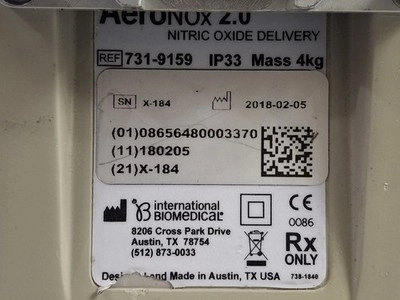 AeroNOx 2.0
NITRIC OXIDE DELIVERY
REF 731-9159 IP33 Mass 4kg
SN X-184 2018-02-05
(01)08656480003370
(11)180205
(21)X-184
international
BIOMEDICAL
8206 Cross Park Drive
Austin, TX 78754
(512) 873-0033
CE
0086
Rx
ONLY
and Made in Austin, TX USA
738-1840